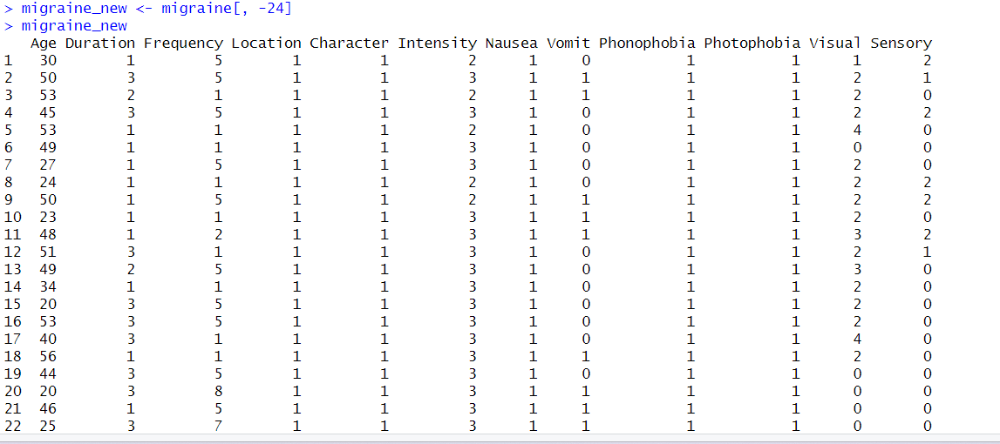 > migraine_new <- migraine[, -24]
> migraine_new
   Age Duration Frequency Location Character Intensity Nausea Vomit Phonophobia Photophobia Visual Sensory
1   30        1         5        1         1         2      1     0           1           1      1       2
2   50        3         5        1         1         3      1     1           1           1      2       1
3   53        2         1        1         1         2      1     1           1           1      2       0
4   45        3         5        1         1         3      1     0           1           1      2       2
5   53        1         1        1         1         2      1     0           1           1      4       0
6   49        1         1        1         1         3      1     0           1           1      0       0
7   27        1         5        1         1         3      1     0           1           1      2       0
8   24        1         1        1         1         2      1     0           1           1      2       2
9   50        1         5        1         1         2      1     1           1           1      2       2
10  23        1         1        1         1         3      1     1           1           1      2       0
11  48        1         2        1         1         3      1     1           1           1      3       2
12  51        3         1        1         1         3      1     0           1           1      2       1
13  49        2         5        1         1         3      1     0           1           1      3       0
14  34        1         1        1         1         3      1     0           1           1      2       0
15  20        3         5        1         1         3      1     0           1           1      2       0
16  53        3         5        1         1         3      1     0           1           1      2       0
17  40        3         1        1         1         3      1     0           1           1      4       0
18  56        1         1        1         1         3      1     1           1           1      2       0
19  44        3         5        1         1         3      1     0           1           1      0       0
20  20        3         8        1         1         3      1     1           1           1      0       0
21  46        1         5        1         1         3      1     1           1           1      0       0
22  25        3         7        1         1         3      1     1           1           1      0       0